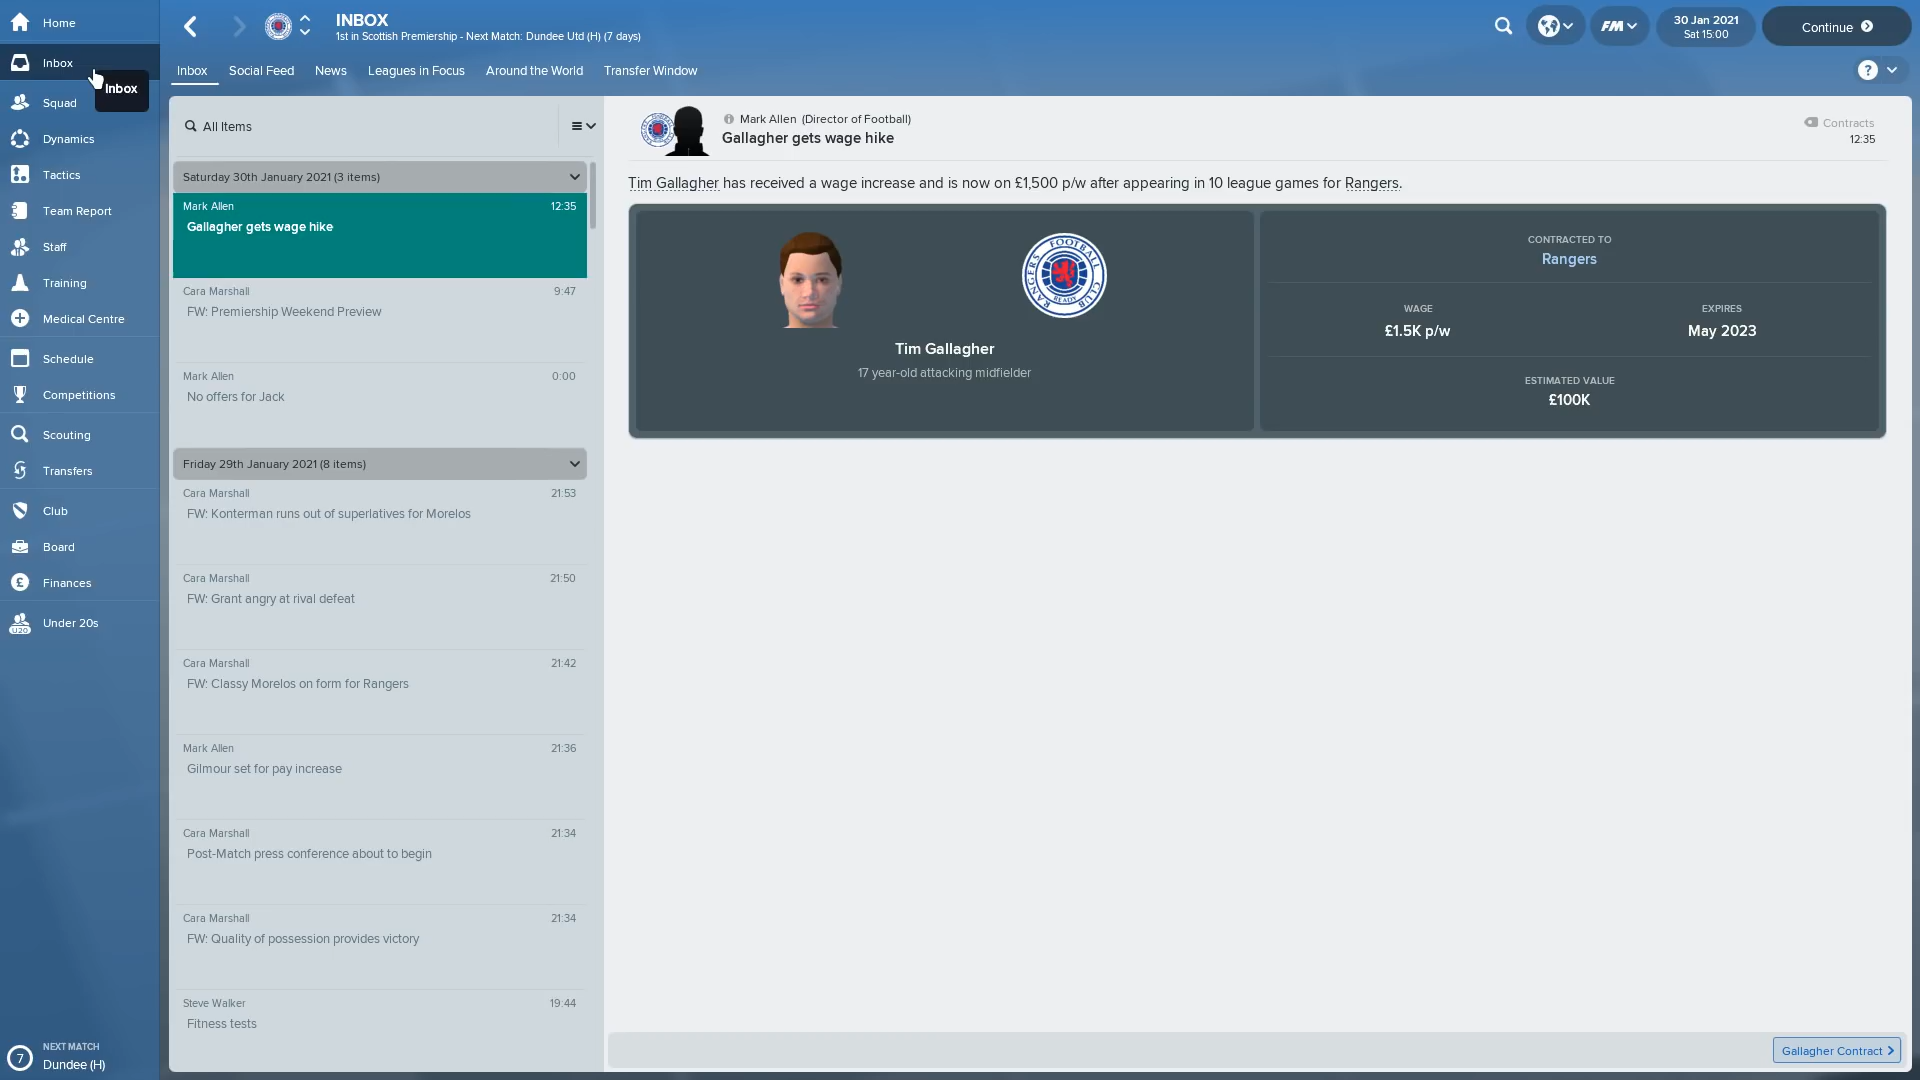 Home
Inbox
Inbox
Squad
Dynamics
Tactics
Team Report
Staff
Training
Medical Centre
Schedule
Competitions
Scouting
Transfers
Club
Board
Finances
U20
Under 20s
7
NEXT MATCH
Dundee (H)
INBOX
1st in Scottish Premiership - Next Match: Dundee Utd (H) (7 days)
FM
30 Jan 2021
Sat 15:00
Continue
Inbox
Social Feed
News
Leagues in Focus
Around the World
Transfer Window
?
All Items
Saturday 30th January 2021 (3 items)
Mark Allen 12:35
Gallagher gets wage hike
Cara Marshall 9:47
FW: Premiership Weekend Preview
Mark Allen 0:00
No offers for Jack
Friday 29th January 2021 (8 items)
Cara Marshall 21:53
FW: Konterman runs out of superlatives for Morelos
Cara Marshall 21:50
FW: Grant angry at rival defeat
Cara Marshall 21:42
FW: Classy Morelos on form for Rangers
Mark Allen 21:36
Gilmour set for pay increase
Cara Marshall 21:34
Post-Match press conference about to begin
Cara Marshall 21:34
FW: Quality of possession provides victory
Steve Walker 19:44
Fitness tests
Mark Allen (Director of Football)
Gallagher gets wage hike
Contracts
12:35
Tim Gallagher has received a wage increase and is now on £1,500 p/w after appearing in 10 league games for Rangers.
RANGERS FOOTBALL CLUB
READY
Tim Gallagher
17 year-old attacking midfielder
CONTRACTED TO
Rangers
WAGE
£1.5K p/w
EXPIRES
May 2023
ESTIMATED VALUE
£100K
Gallagher Contract